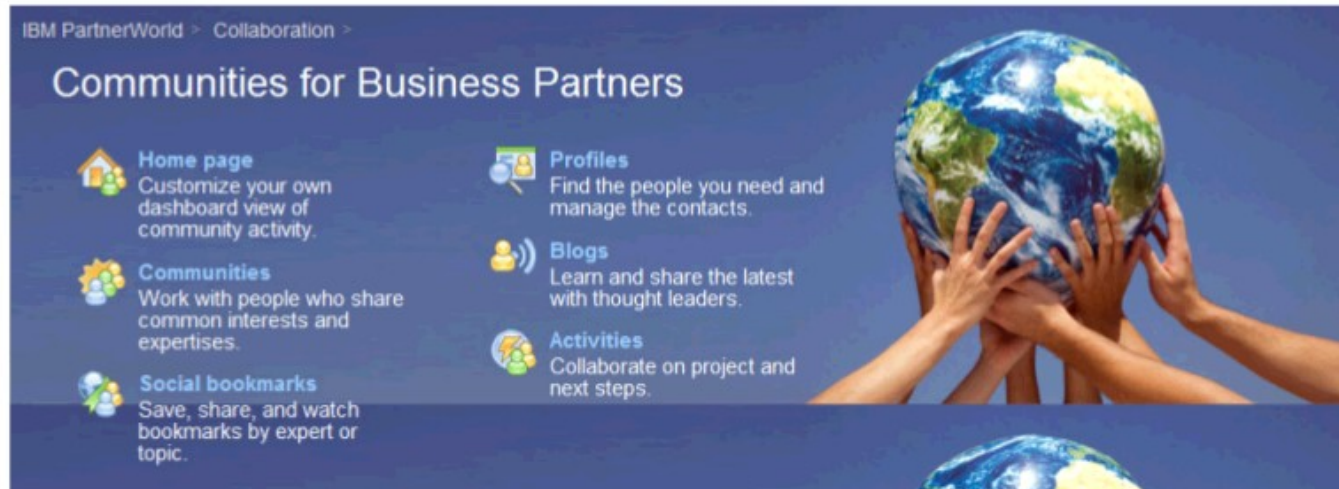 IBM PartnerWorld > Collaboration >
Communities for Business Partners
Home page
Customize your own
dashboard view of
community activity.
Communities
Work with people who share
common interests and
expertises.
Social bookmarks
Save, share, and watch
bookmarks by expert or
topic.
Profiles
Find the people you need and
manage the contacts.
Blogs
Learn and share the latest
with thought leaders.
Activities
Collaborate on project and
next steps.